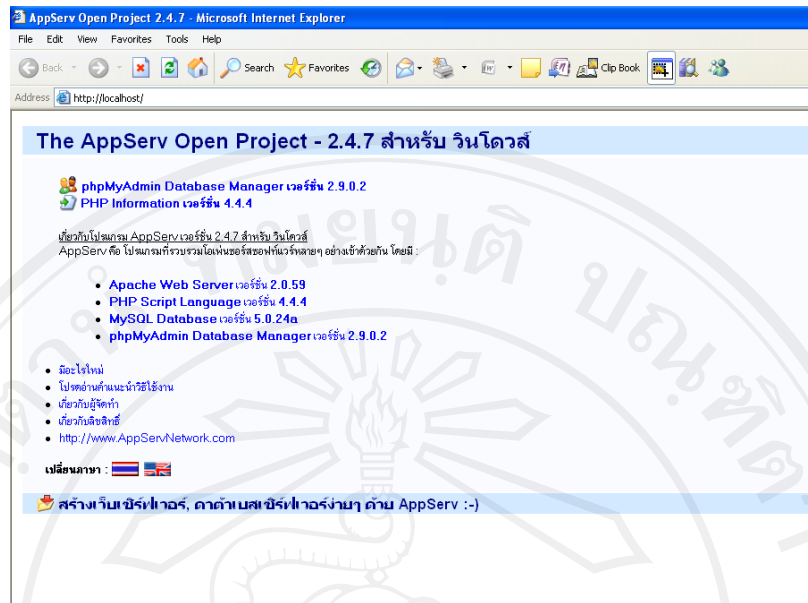 AppServ Open Project 2.4.7 - Microsoft Internet Explorer
File Edit View Favorites Tools Help
Back Search Favorites Clip Book
Address http://localhost/
The AppServ Open Project - 2.4.7 สำหรับ วินโดวส์
phpMyAdmin Database Manager เวอร์ชั่น 2.9.0.2
PHP Information เวอร์ชั่น 4.4.4
เกี่ยวกับโปรแกรม AppServ เวอร์ชั่น 2.4.7 สำหรับ วินโดวส์
AppServ คือ โปรแกรมที่รวบรวมโอเพ่นซอร์สซอฟท์แวร์หลายๆ อย่างเข้าด้วยกัน โดยมี :
Apache Web Server เวอร์ชั่น 2.0.59
PHP Script Language เวอร์ชั่น 4.4.4
MySQL Database เวอร์ชั่น 5.0.24a
phpMyAdmin Database Manager เวอร์ชั่น 2.9.0.2
มีอะไรใหม่
โปรดอ่านคำแนะนำวิธีใช้งาน
เกี่ยวกับผู้จัดทำ
เกี่ยวกับลิขสิทธิ์
http://www.AppServNetwork.com
เปลี่ยนภาษา :
สร้างเว็บเซิร์ฟเวอร์, ดาต้าเบสเซิร์ฟเวอร์ง่ายๆ ด้วย AppServ :-)